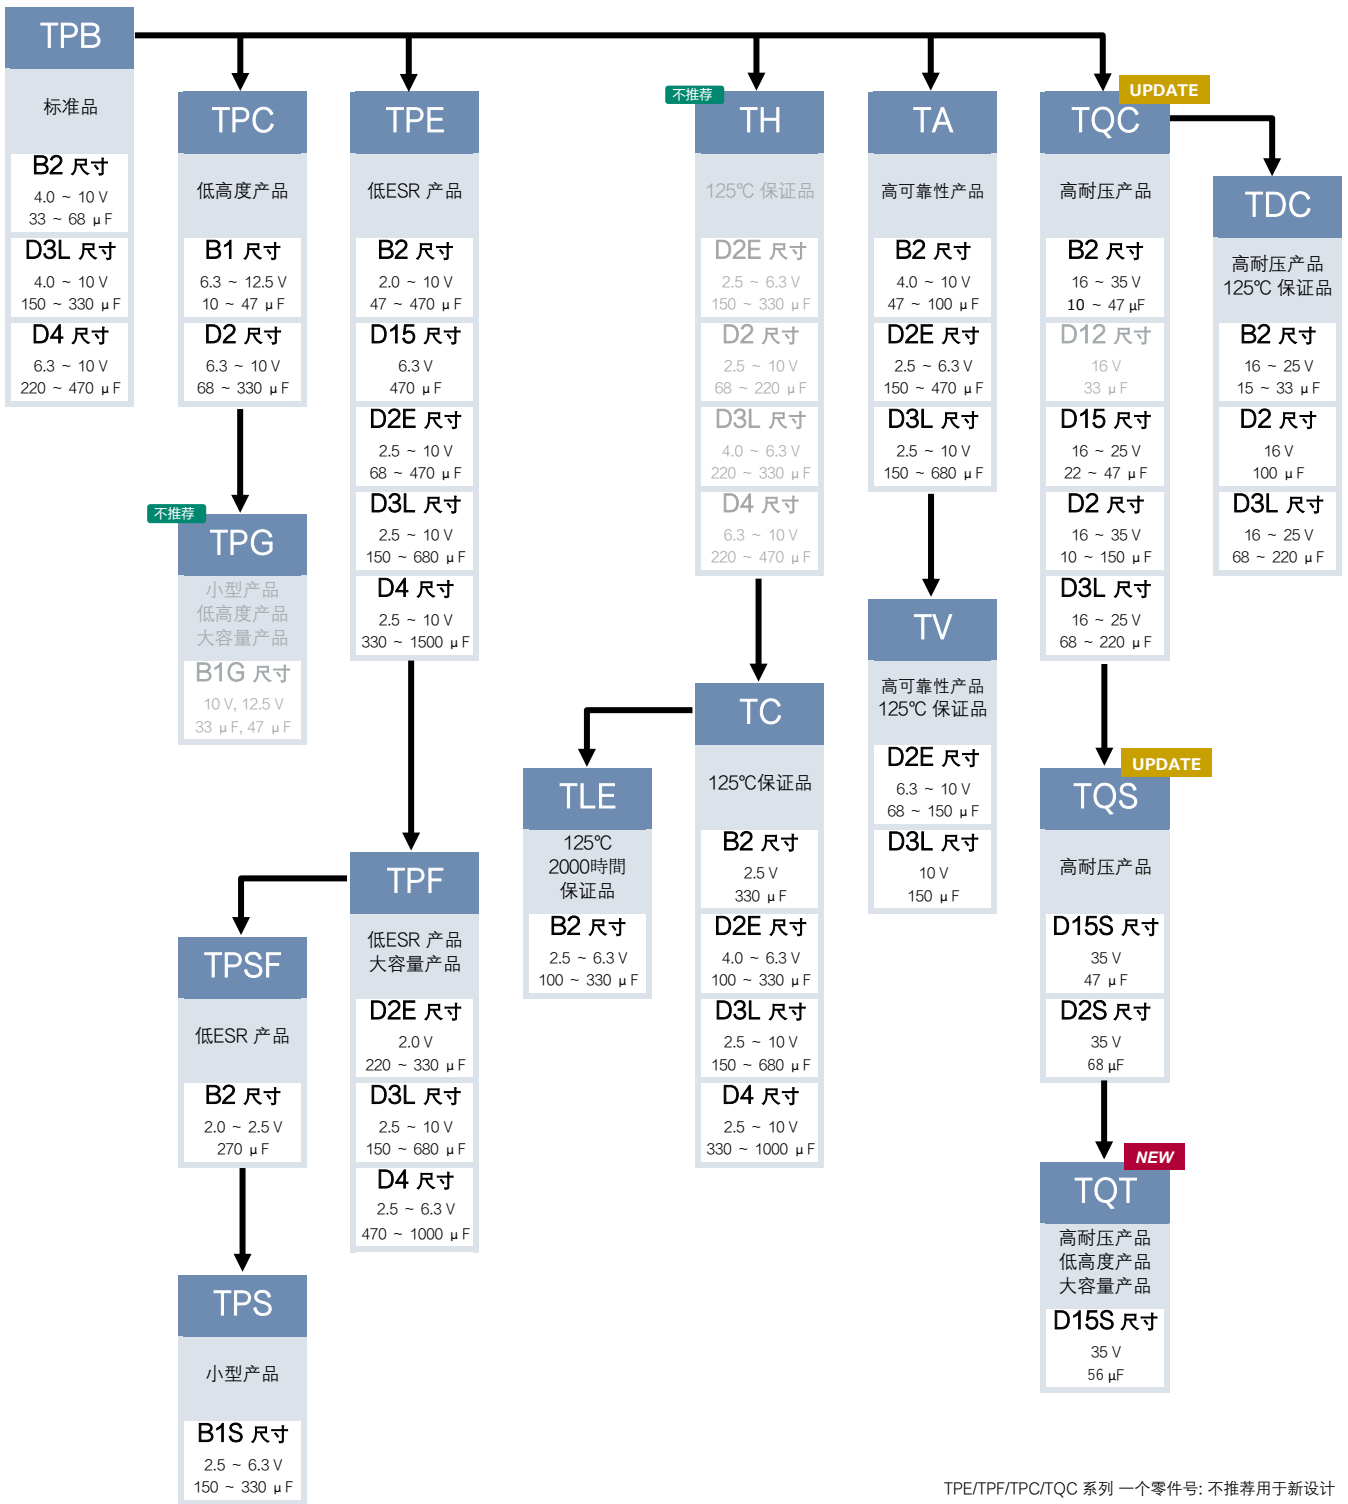 TPB
标准品
B2 尺寸
4.0 ~ 10 V
33 ~ 68 μF
D3L 尺寸
4.0 ~ 10 V
150 ~ 330 μF
D4 尺寸
6.3 ~ 10 V
220 ~ 470 μF
TPC
低高度产品
B1 尺寸
6.3 ~ 12.5 V
10 ~ 47 μF
D2 尺寸
6.3 ~ 10 V
68 ~ 330 μF
不推荐
TPG
小型产品
低高度产品
大容量产品
B1G 尺寸
10 V, 12.5 V
33 μF, 47 μF
TPE
低ESR 产品
B2 尺寸
2.0 ~ 10 V
47 ~ 470 μF
D15 尺寸
6.3 V
470 μF
D2E 尺寸
2.5 ~ 10 V
68 ~ 470 μF
D3L 尺寸
2.5 ~ 10 V
150 ~ 680 μF
D4 尺寸
2.5 ~ 10 V
330 ~ 1500 μF
TPF
低ESR 产品
大容量产品
D2E 尺寸
2.0 V
220 ~ 330 μF
D3L 尺寸
2.5 ~ 10 V
150 ~ 680 μF
D4 尺寸
2.5 ~ 6.3 V
470 ~ 1000 μF
TPSF
低ESR 产品
B2 尺寸
2.0 ~ 2.5 V
270 μF
TPS
小型产品
B1S 尺寸
2.5 ~ 6.3 V
150 ~ 330 μF
不推荐
TH
125℃ 保证品
D2E 尺寸
2.5 ~ 6.3 V
150 ~ 330 μF
D2 尺寸
2.5 ~ 10 V
68 ~ 220 μF
D3L 尺寸
4.0 ~ 6.3 V
220 ~ 330 μF
D4 尺寸
6.3 ~ 10 V
220 ~ 470 μF
TC
125℃保证品
B2 尺寸
2.5 V
330 μF
D2E 尺寸
4.0 ~ 6.3 V
100 ~ 330 μF
D3L 尺寸
2.5 ~ 10 V
150 ~ 680 μF
D4 尺寸
2.5 ~ 10 V
330 ~ 1000 μF
TLE
125℃
2000時間
保证品
B2 尺寸
2.5 ~ 6.3 V
100 ~ 330 μF
TA
高可靠性产品
B2 尺寸
4.0 ~ 10 V
47 ~ 100 μF
D2E 尺寸
2.5 ~ 6.3 V
150 ~ 470 μF
D3L 尺寸
2.5 ~ 10 V
150 ~ 680 μF
TV
高可靠性产品
125℃ 保证品
D2E 尺寸
6.3 ~ 10 V
68 ~ 150 μF
D3L 尺寸
10 V
150 μF
UPDATE
TQC
高耐压产品
B2 尺寸
16 ~ 35 V
10 ~ 47 μF
D12 尺寸
16 V
33 μF
D15 尺寸
16 ~ 25 V
22 ~ 47 μF
D2 尺寸
16 ~ 35 V
10 ~ 150 μF
D3L 尺寸
16 ~ 25 V
68 ~ 220 μF
UPDATE
TQS
高耐压产品
D15S 尺寸
35 V
47 μF
D2S 尺寸
35 V
68 μF
NEW
TQT
高耐压产品
低高度产品
大容量产品
D15S 尺寸
35 V
56 μF
TDC
高耐压产品
125℃ 保证品
B2 尺寸
16 ~ 25 V
15 ~ 33 μF
D2 尺寸
16 V
100 μF
D3L 尺寸
16 ~ 25 V
68 ~ 220 μF
TPE/TPF/TPC/TQC 系列 一个零件号: 不推荐用于新设计